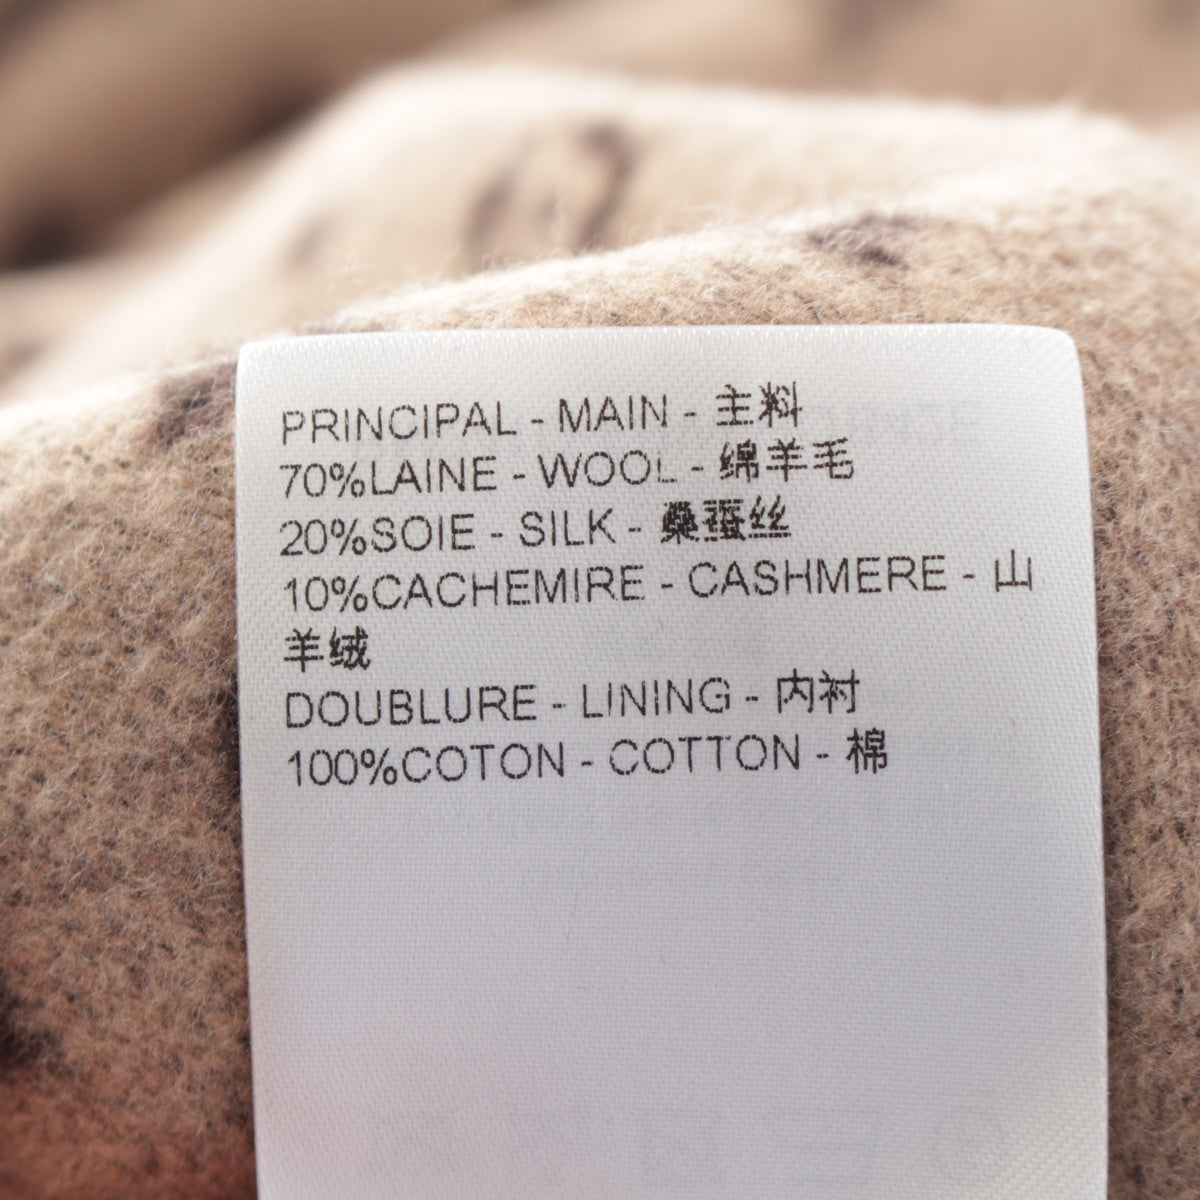 PRINCIPAL - MAIN - 主料
70%LAINE - WOOL - 绵羊毛
20%SOIE - SILK - 桑蚕丝
10%CACHEMIRE - CASHMERE - 山
羊绒
DOUBLURE - LINING - 内衬
100%COTON - COTTON - 棉